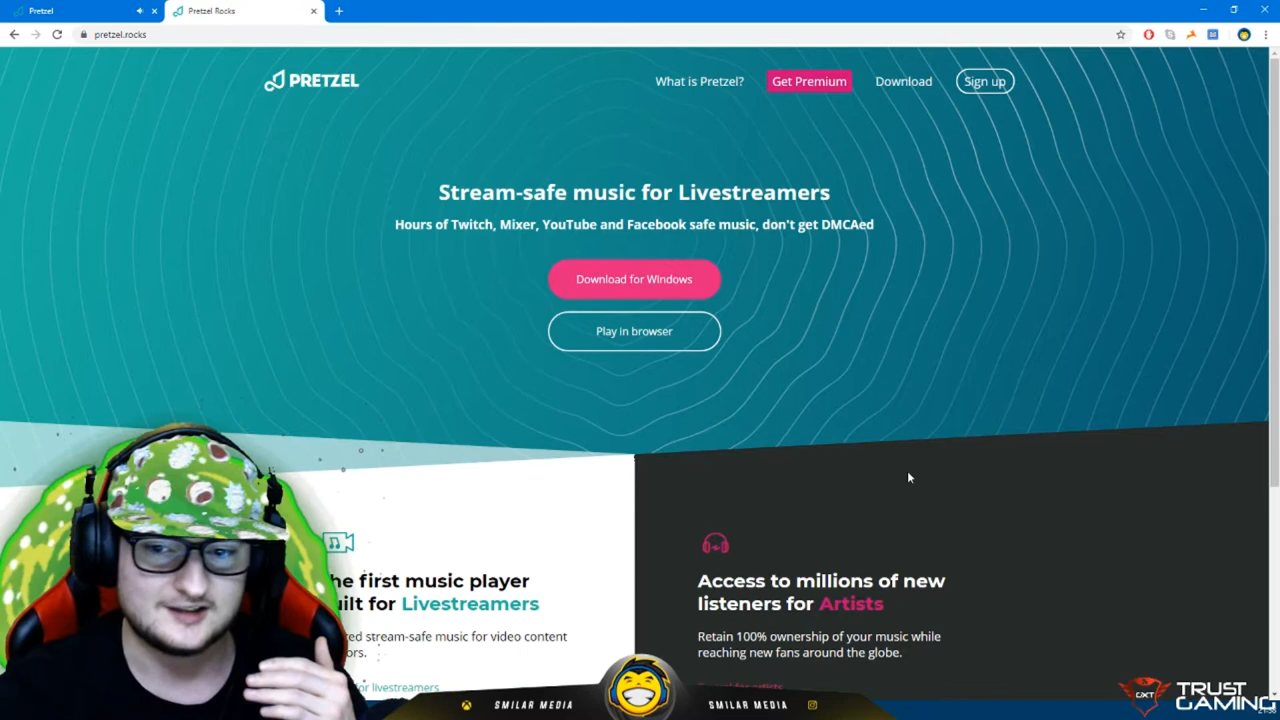 Pretzel
Pretzel Rocks
pretzel.rocks
PRETZEL
What is Pretzel?
Get Premium
Download
Sign up
Stream-safe music for Livestreamers
Hours of Twitch, Mixer, YouTube and Facebook safe music, don't get DMCAed
Download for Windows
Play in browser
he first music player
uilt for Livestreamers
red stream-safe music for video content
ors.
for livestreamers
Access to millions of new
listeners for Artists
Retain 100% ownership of your music while
reaching new fans around the globe.
SMILAR MEDIA
SMILAR MEDIA
GXT
TRUST
GAMING